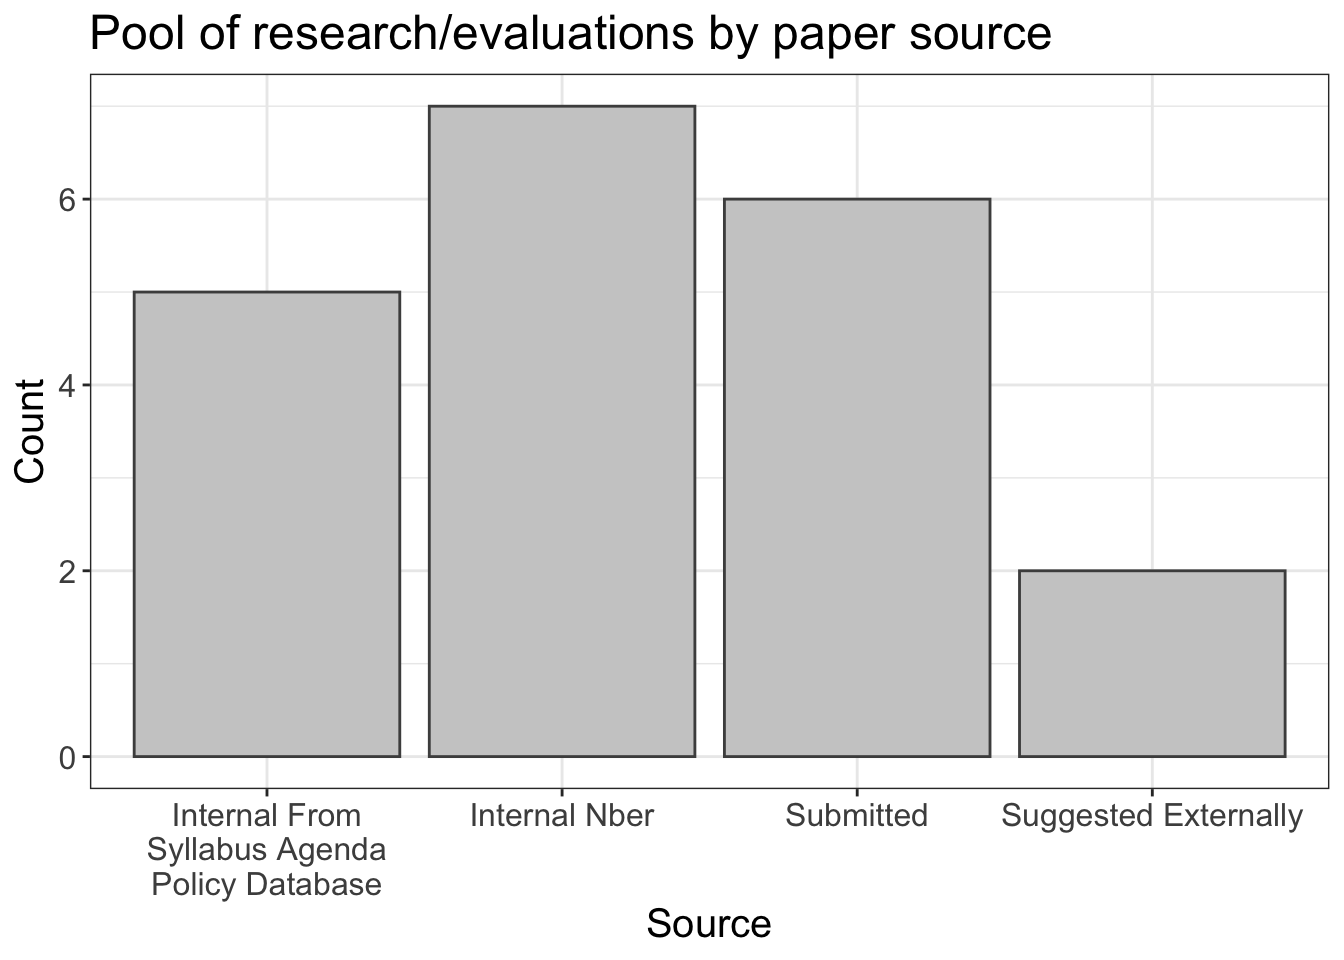 Pool of research/evaluations by paper source
Count
6
4
2
0
Internal From
Syllabus Agenda
Policy Database
Internal Nber
Submitted
Suggested Externally
Source